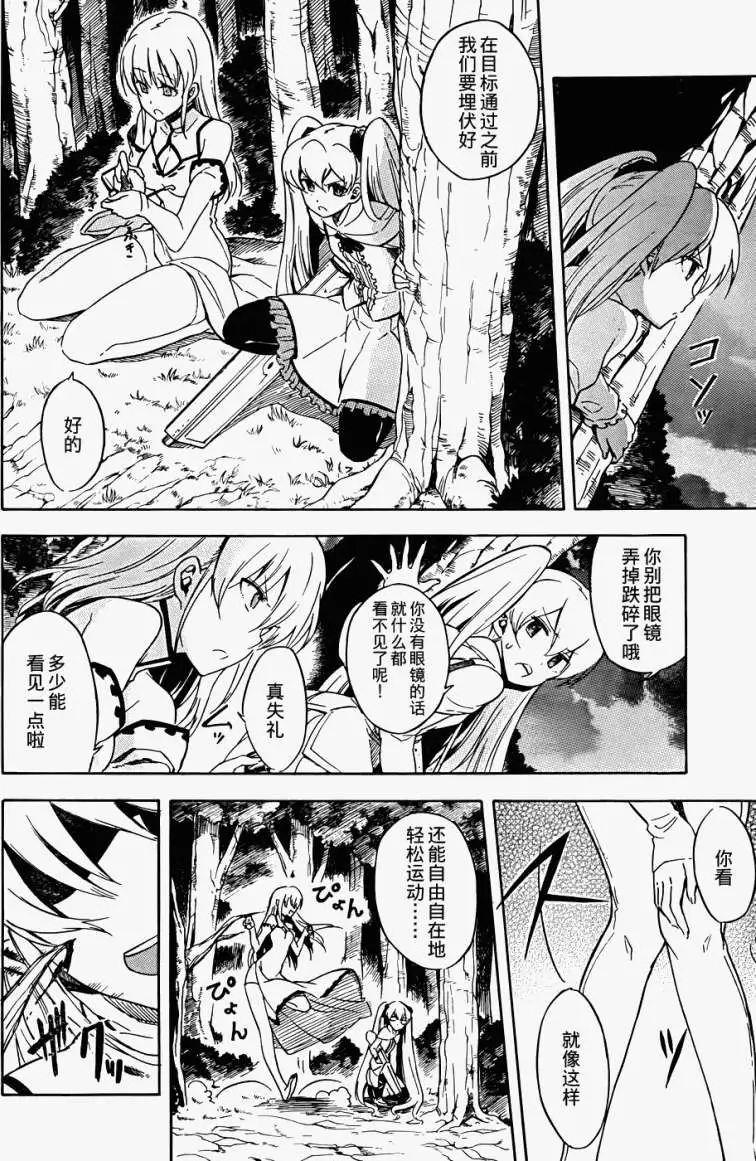 コソッ
在目标通过之前
我们要埋伏好
好的
你别把眼镜
弄掉跌碎了哦
你没有眼镜的话
就什么都
看不见了呢！
真失礼
多少能
看见一点啦
你看
就像这样
还能自由自在地
轻松运动……
ぴょん
ぴょん